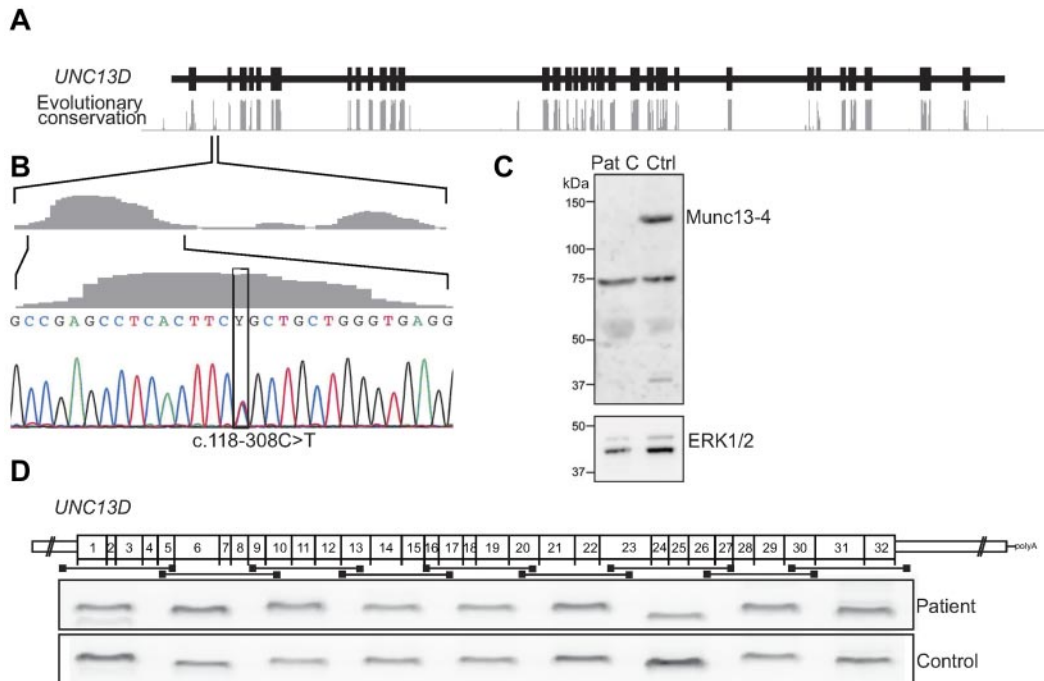 A
UNC13D
Evolutionary
conservation
B
GCCGAGCCTCACTTCYGCTGCTGGGTGAGG
c.118-308C>T
C
Pat C Ctrl
kDa
150
100
75
50
37
Munc13-4
50
37
ERK1/2
D
UNC13D
1 2 3 4 5 6 7 8 9 10 11 12 13 14 15 16 17 18 19 20 21 22 23 24 25 26 27 28 29 30 31 32
polyA
Patient
Control